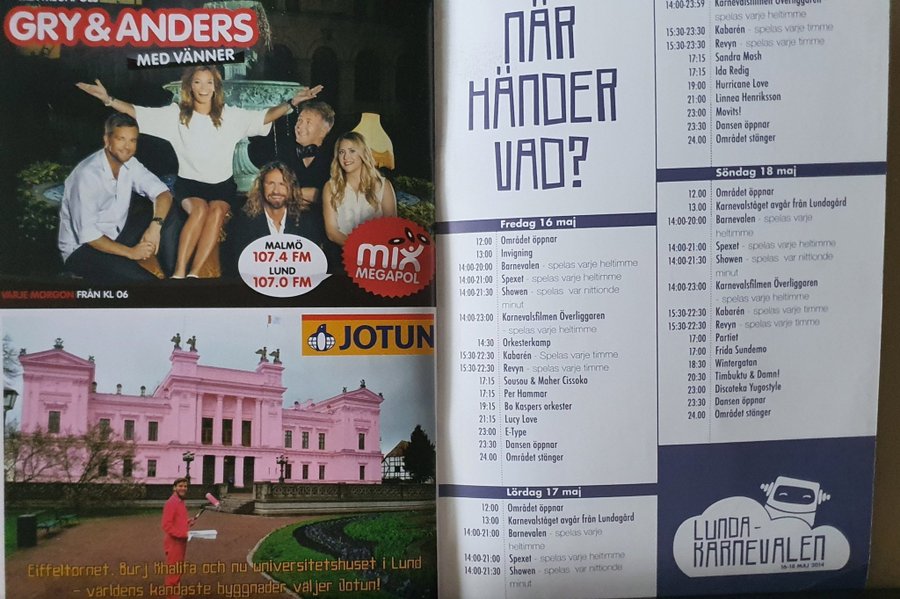 GRY & ANDERS
MED VÄNNER
MALMÖ
107.4 FM
LUND
107.0 FM
mix
MEGAPOL
VARJE MORGON FRÅN KL 06
JOTUN
Eiffeltornet, Burj Khalifa och nu universitetshuset i Lund
- världens kändaste byggnader väljer Jotun!
NÄR
HÄNDER
VAD?
Fredag 16 maj
12:00 Området öppnar
13:00 Invigning
14:00-20:00 Barnevalen - spelas varje heltimme
14:00-21:00 Spexet - spelas varje heltimme
14:00-21:30 Showen - spelas var nittionde
minut
14:00-23:00 Karnevalsfilmen Överliggaren
- spelas varje heltimme
14:30 Orkesterkamp
15:30-22:30 Kabarén - Spelas varje timme
15:30-22:30 Revyn - spelas varje timme
17:15 Sousou & Maher Cissoko
17:15 Per Hammar
19:15 Bo Kaspers orkester
21:15 Lucy Love
23:00 E-Type
23:30 Dansen öppnar
24.00 Området stänger
Lördag 17 maj
12:00 Området öppnar
13:00 Karnevalståget avgår från Lundagård
14:00-21:00 Barnevalen - spelas varje
heltimme
14:00-21:00 Spexet - spelas varje heltimme
14:00-21:30 Showen - spelas var nittionde
minut
14:00-23:59 Karnevalsfilmen Överliggaren
- spelas varje heltimme
15:30-23:30 Kabarén - spelas varje timme
15:30-23:30 Revyn - spelas varje timme
17:15 Sandra Mosh
17:15 Ida Redig
19:00 Hurricane Love
21:00 Linnea Henriksson
23:00 Movits!
23:30 Dansen öppnar
24.00 Området stänger
Söndag 18 maj
12.00 Området öppnar
13.00 Karnevalståget avgår från Lundagård
14:00-20:00 Barnevalen - spelas varje
heltimme
14:00-21:00 Spexet - spelas varje heltimme
14:00-21:30 Showen - spelas var nittionde
minut
14:00-23:00 Karnevalsfilmen Överliggaren
- spelas varje heltimme
15:30-22:30 Kabarén - spelas varje timme
15:30-22:30 Revyn - spelas varje timme
17:00 Partiet
17:00 Frida Sundemo
18:30 Wintergatan
20:30 Timbuktu & Damn!
23:00 Discoteka Yugostyle
23:30 Dansen öppnar
24.00 Området stänger
LUNDA-
KARNEVALEN
16-18 MAJ 2014